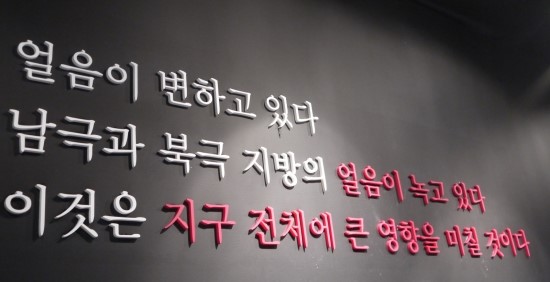 얼음이 변하고 있다
남극과 북극 지방의 얼음이 녹고 있다
이것은 지구 전체에 큰 영향을 미칠 것이다